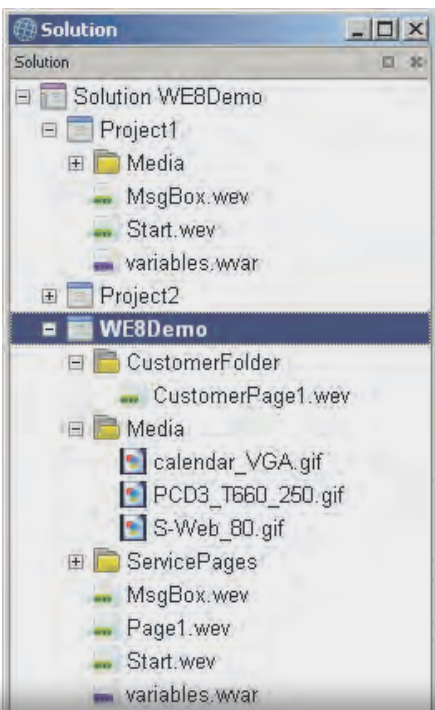 Solution
Solution
Solution WE8Demo
Project1
Media
MsgBox.wev
Start.wev
variables.wvar
Project2
WE8Demo
CustomerFolder
CustomerPage1.wev
Media
calendar_VGA.gif
PCD3_T660_250.gif
S-Web_80.gif
ServicePages
MsgBox.wev
Page1.wev
Start.wev
variables.wvar